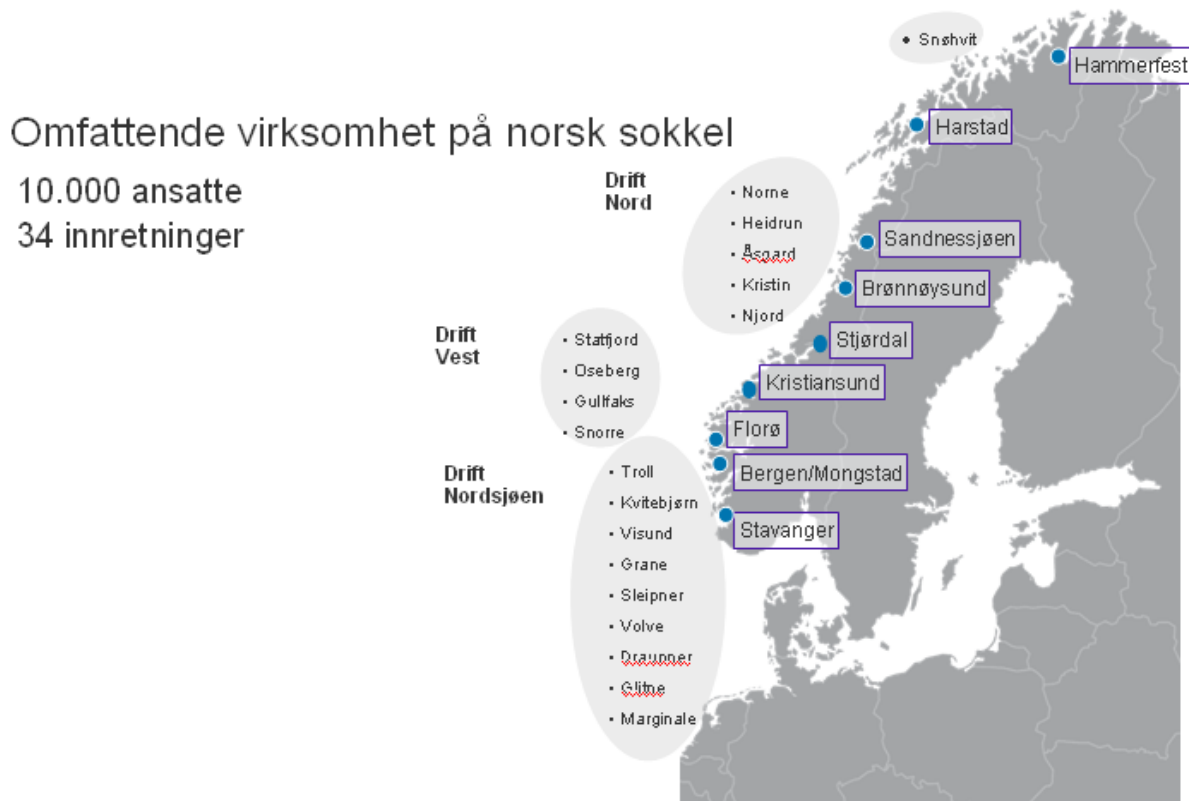 • Snøhvit
Hammerfest
Harstad
Omfattende virksomhet på norsk sokkel
10.000 ansatte
34 innretninger
Drift
Nord
• Norne
• Heidrun
• Åsgard
• Kristin
• Njord
Sandnessjøen
Brønnøysund
Stjørdal
Kristiansund
Drift
Vest
• Statfjord
• Oseberg
• Gullfaks
• Snorre
Florø
Bergen/Mongstad
Stavanger
Drift
Nordsjøen
• Troll
• Kvitebjørn
• Visund
• Grane
• Sleipner
• Volve
• Draupner
• Glitne
• Marginale